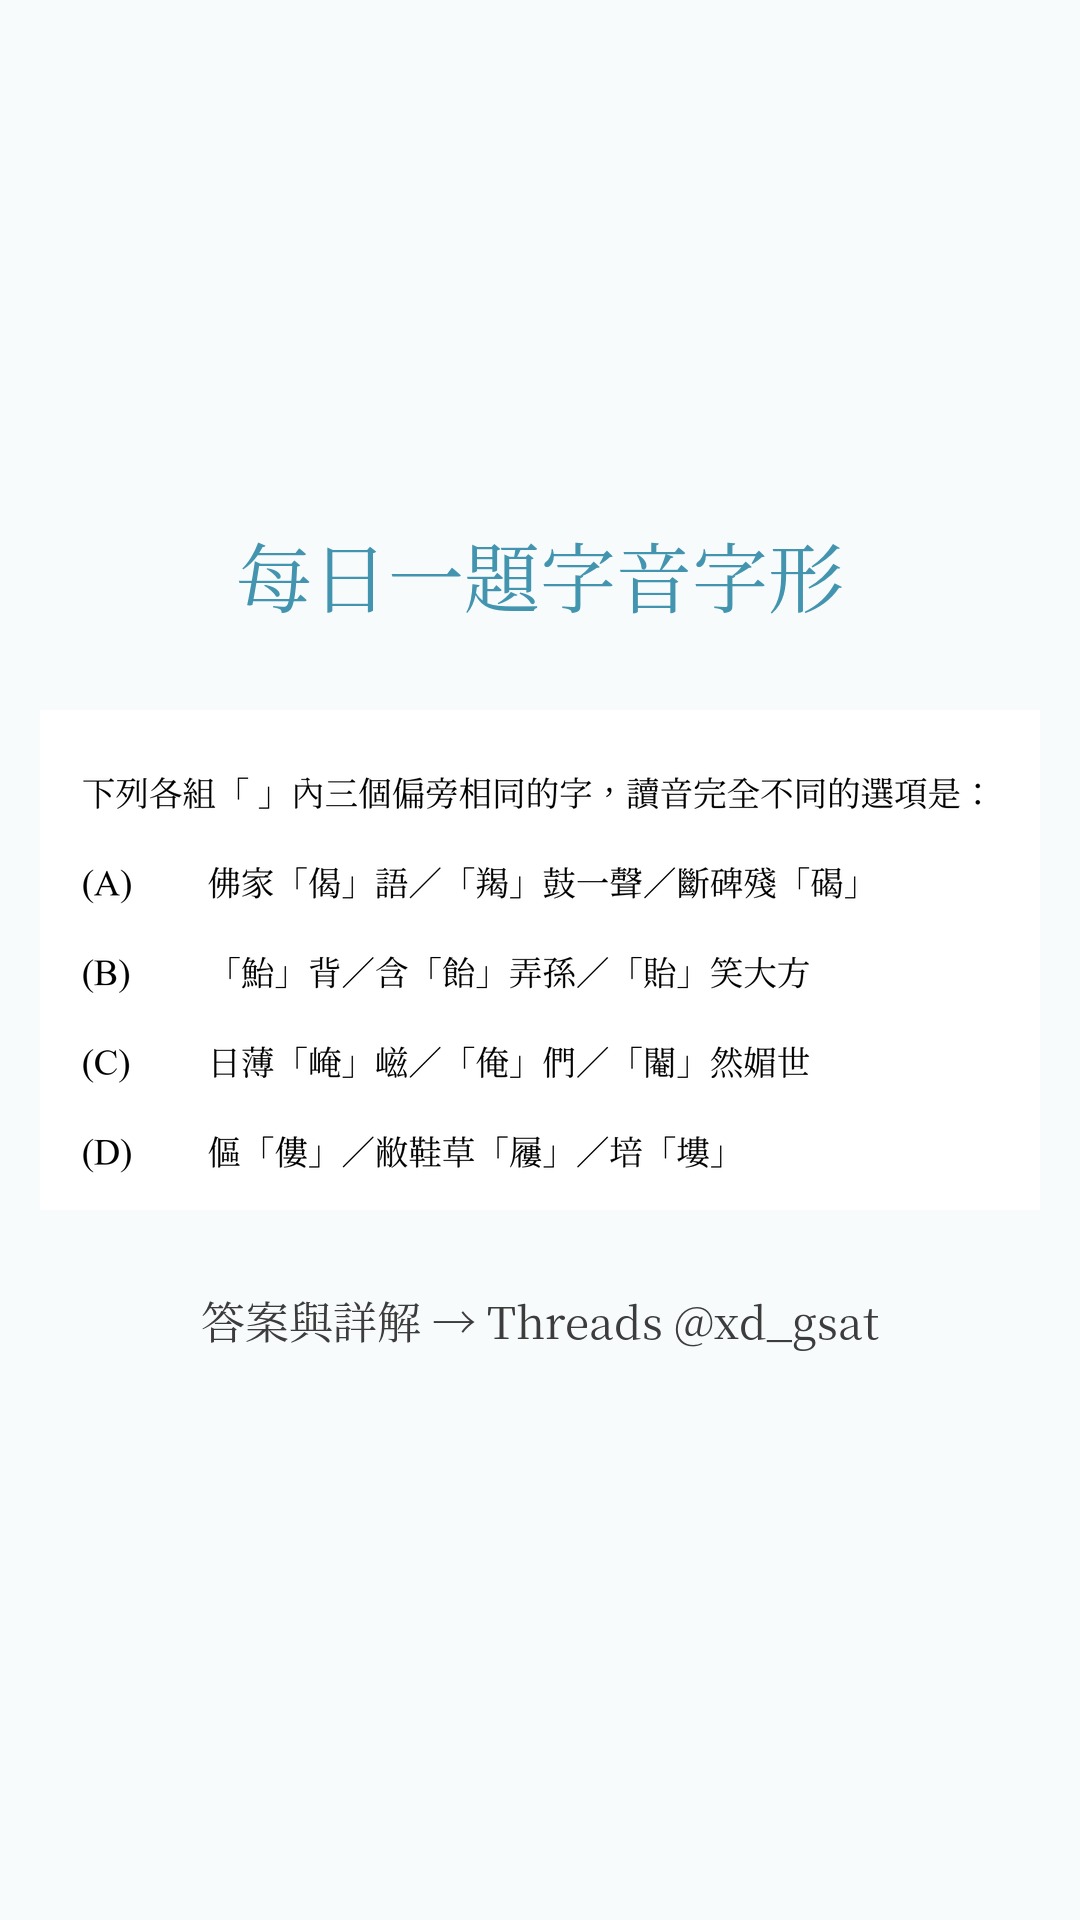 每日一題字音字形
下列各組「 」內三個偏旁相同的字，讀音完全不同的選項是：
(A) 佛家「偈」語／「羯」鼓一聲／斷碑殘「碣」
(B) 「鮐」背／含「飴」弄孫／「貽」笑大方
(C) 日薄「崦」嵫／「俺」們／「閹」然媚世
(D) 傴「僂」／敝鞋草「屨」／培「塿」
答案與詳解 → Threads @xd_gsat